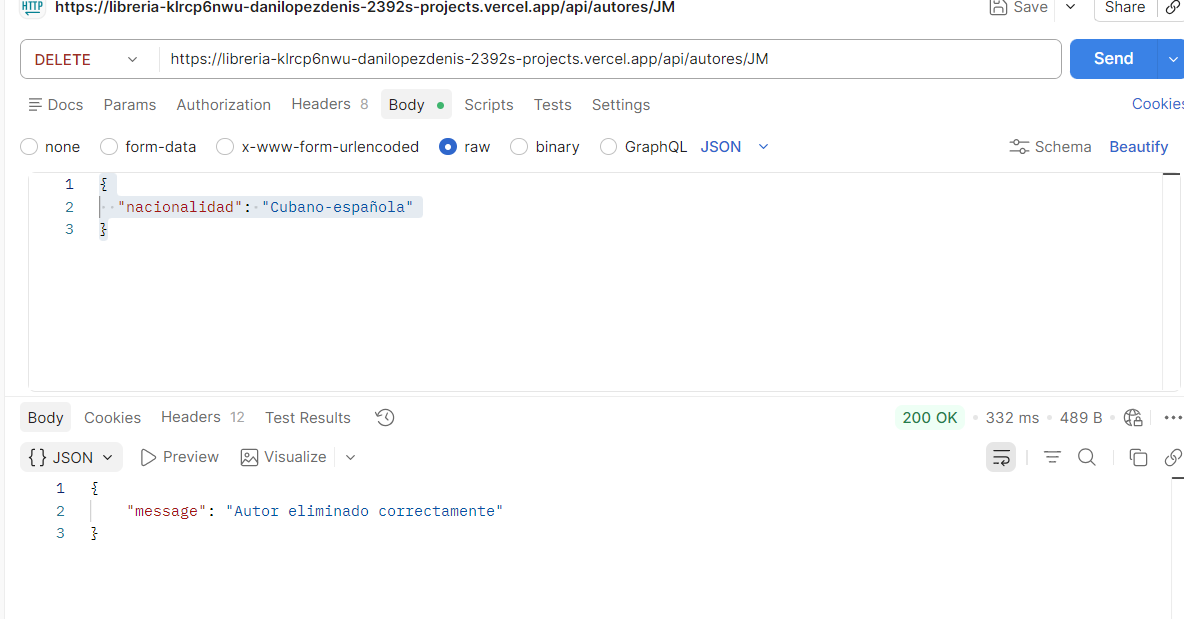 HTTP https://libreria-klrcp6nwu-danilopezdenis-2392s-projects.vercel.app/api/autores/JM Save Share
DELETE https://libreria-klrcp6nwu-danilopezdenis-2392s-projects.vercel.app/api/autores/JM Send
Docs Params Authorization Headers 8 Body Scripts Tests Settings Cookies
none form-data x-www-form-urlencoded raw binary GraphQL JSON Schema Beautify
1 {
2 "nacionalidad": "Cubano-española"
3 }
Body Cookies Headers 12 Test Results 200 OK 332 ms 489 B
{} JSON Preview Visualize
1 {
2 "message": "Autor eliminado correctamente"
3 }